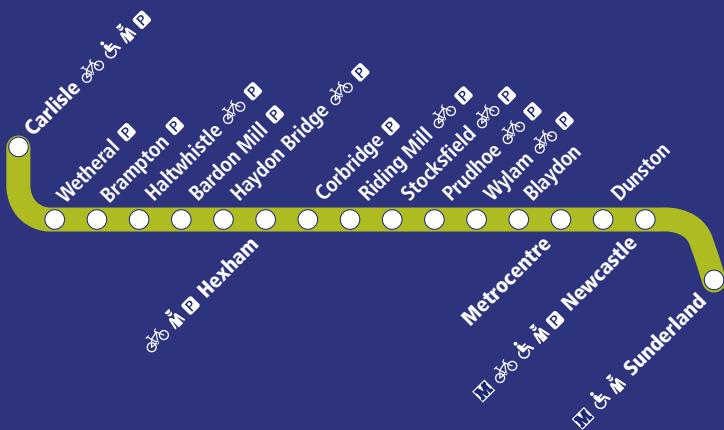 Carlisle P
Wetheral P
Brampton P
Haltwhistle P
Bardon Mill P
Haydon Bridge P
P Hexham
Corbridge P
Riding Mill P
Stocksfield P
Prudhoe P
Wylam P
Blaydon
Metrocentre
Dunston
M P Newcastle
M Sunderland